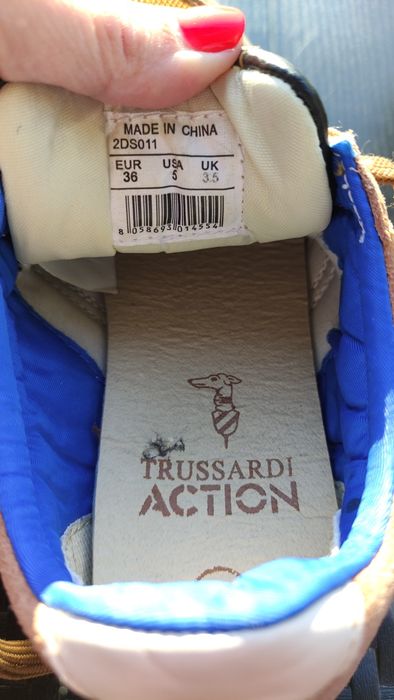 MADE IN CHINA
2DS011
EUR USA UK
36 5 3.5
8 058693 014554
TRUSSARDI
ACTION